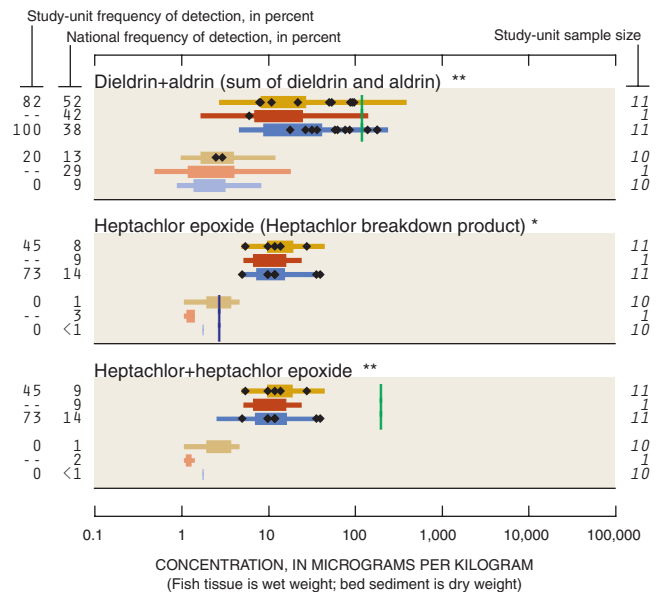 Study-unit frequency of detection, in percent
National frequency of detection, in percent
Study-unit sample size
Dieldrin+aldrin (sum of dieldrin and aldrin) **
82 52 11
-- 42 1
100 38 11
20 13 10
-- 29 1
0 9 10
Heptachlor epoxide (Heptachlor breakdown product) *
45 8 11
-- 9 1
73 14 11
0 1 10
-- 3 1
0 <1 10
Heptachlor+heptachlor epoxide **
45 9 11
-- 9 1
73 14 11
0 1 10
-- 2 1
0 <1 10
0.1 1 10 100 1,000 10,000 100,000
CONCENTRATION, IN MICROGRAMS PER KILOGRAM
(Fish tissue is wet weight; bed sediment is dry weight)